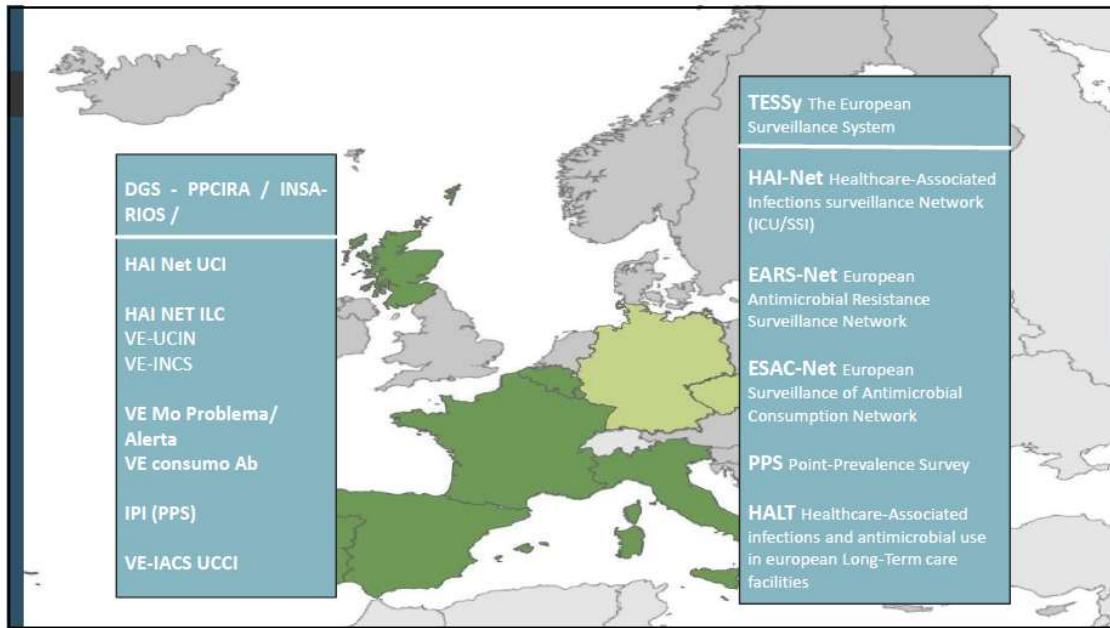 DGS - PPCIRA / INSA-
RIOS /
HAI Net UCI
HAI NET ILC
VE-UCIN
VE-INCS
VE Mo Problema/
Alerta
VE consumo Ab
IPI (PPS)
VE-IACS UCCI
TESSy The European
Surveillance System
HAI-Net Healthcare-Associated
Infections surveillance Network
(ICU/SSI)
EARS-Net European
Antimicrobial Resistance
Surveillance Network
ESAC-Net European
Surveillance of Antimicrobial
Consumption Network
PPS Point-Prevalence Survey
HALT Healthcare-Associated
infections and antimicrobial use
in european Long-Term care
facilities